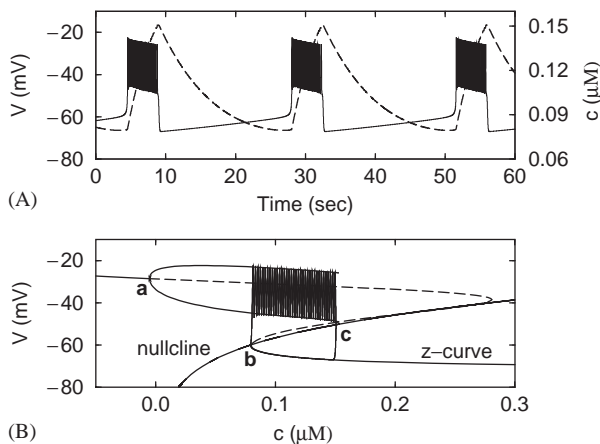 −20
−40
−60
−80
V (mV)
0.15
0.12
0.09
0.06
c (μM)
0 10 20 30 40 50 60
Time (sec)
(A)
−20
−40
−60
−80
V (mV)
a
nullcline
b
c
z−curve
0.0 0.1 0.2 0.3
c (μM)
(B)